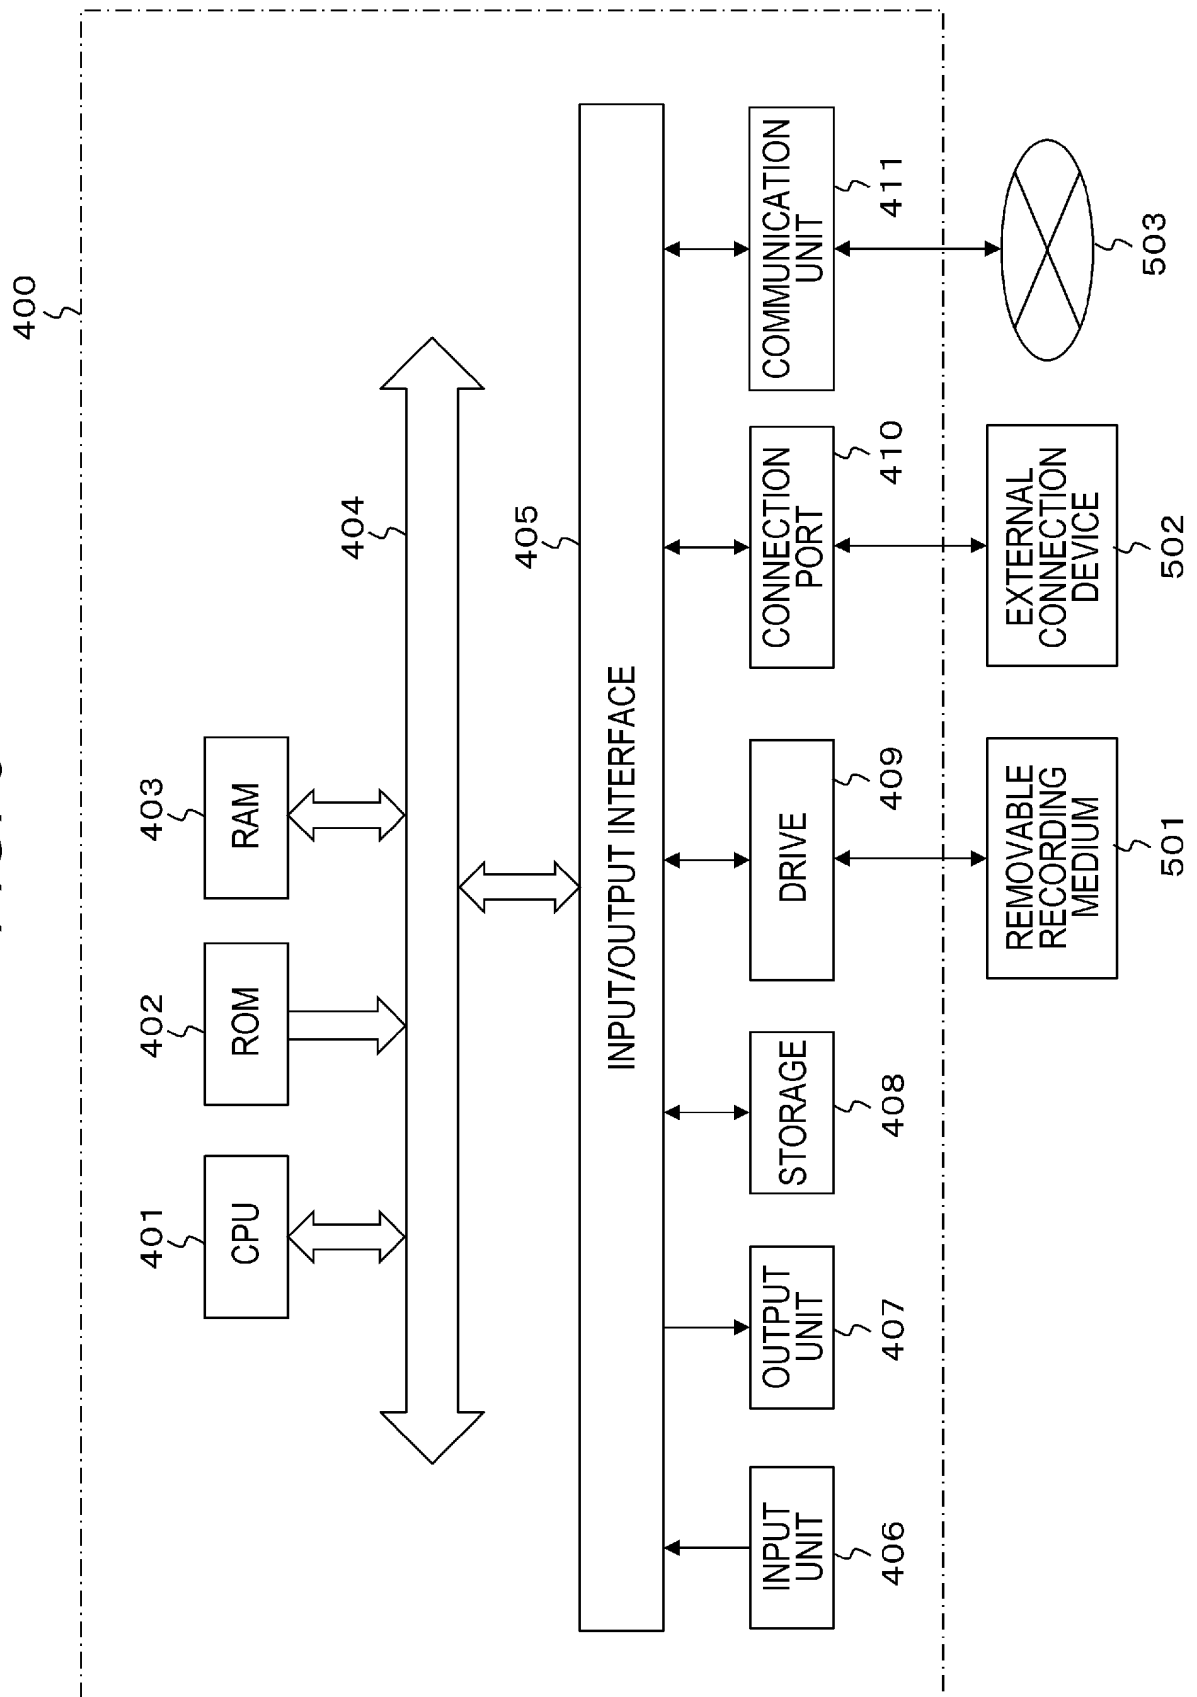 400
401
CPU
402
ROM
403
RAM
404
405
INPUT/OUTPUT INTERFACE
INPUT
UNIT
406
OUTPUT
UNIT
407
STORAGE
408
DRIVE
409
CONNECTION
PORT
410
COMMUNICATION
UNIT
411
REMOVABLE
RECORDING
MEDIUM
501
EXTERNAL
CONNECTION
DEVICE
502
503